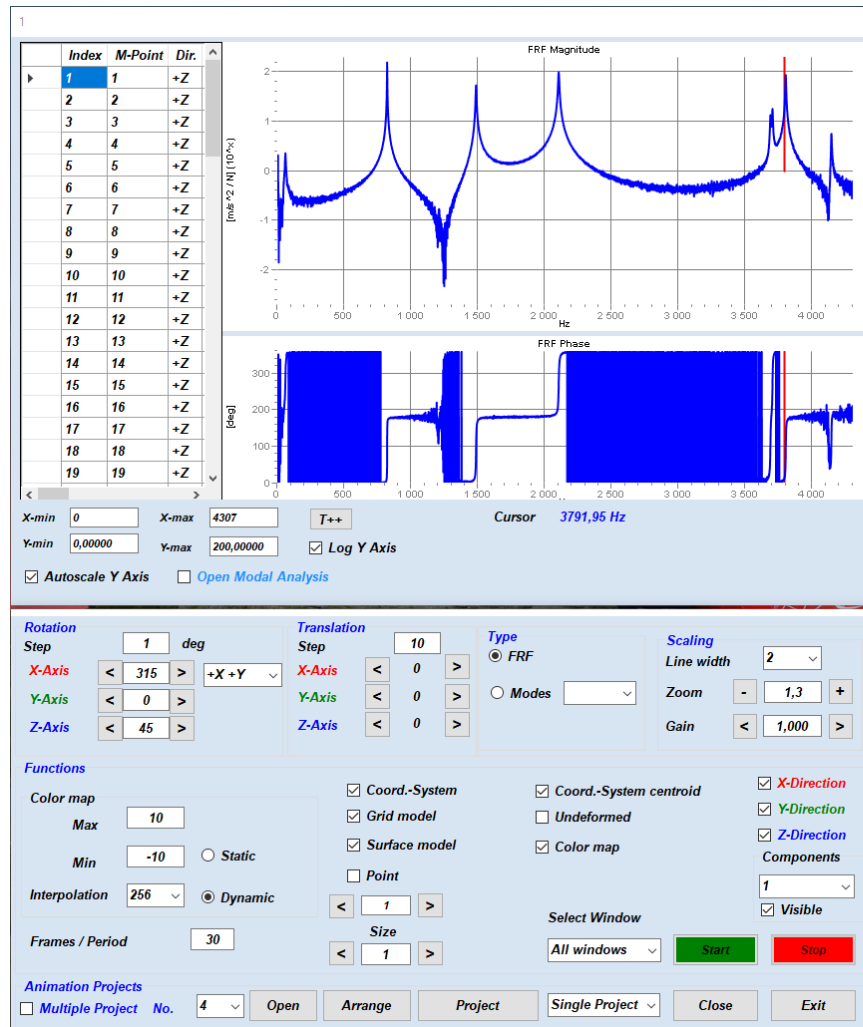 1
Index M-Point Dir.
1 1 +Z
2 2 +Z
3 3 +Z
4 4 +Z
5 5 +Z
6 6 +Z
7 7 +Z
8 8 +Z
9 9 +Z
10 10 +Z
11 11 +Z
12 12 +Z
13 13 +Z
14 14 +Z
15 15 +Z
16 16 +Z
17 17 +Z
18 18 +Z
19 19 +Z
FRF Magnitude
[m/s^2 / N] (10^x)
2
1
0
-1
-2
0 500 1 000 1 500 2 000 2 500 3 000 3 500 4 000
Hz
FRF Phase
[deg]
300
200
100
0
0 500 1 000 1 500 2 000 2 500 3 000 3 500 4 000
X-min 0 X-max 4307 T++ Cursor 3791,95 Hz
Y-min 0,00000 Y-max 200,00000 Log Y Axis
Autoscale Y Axis Open Modal Analysis
Rotation
Step 1 deg
X-Axis < 315 > +X +Y
Y-Axis < 0 >
Z-Axis < 45 >
Translation
Step 10
X-Axis < 0 >
Y-Axis < 0 >
Z-Axis < 0 >
Type
FRF
Modes
Scaling
Line width 2
Zoom - 1,3 +
Gain < 1,000 >
Functions
Color map
Max 10
Min -10 Static
Interpolation 256 Dynamic
Frames / Period 30
Coord.-System
Grid model
Surface model
Point
< 1 >
Size
< 1 >
Coord.-System centroid
Undeformed
Color map
Select Window
All windows
X-Direction
Y-Direction
Z-Direction
Components
1
Visible
Start Stop
Animation Projects
Multiple Project No. 4 Open Arrange Project Single Project Close Exit